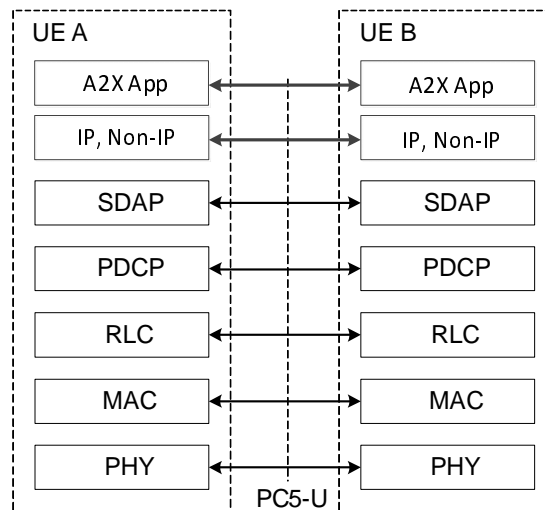 UE A
UE B
A2X App
A2X App
IP, Non-IP
IP, Non-IP
SDAP
SDAP
PDCP
PDCP
RLC
RLC
MAC
MAC
PHY
PHY
PC5-U